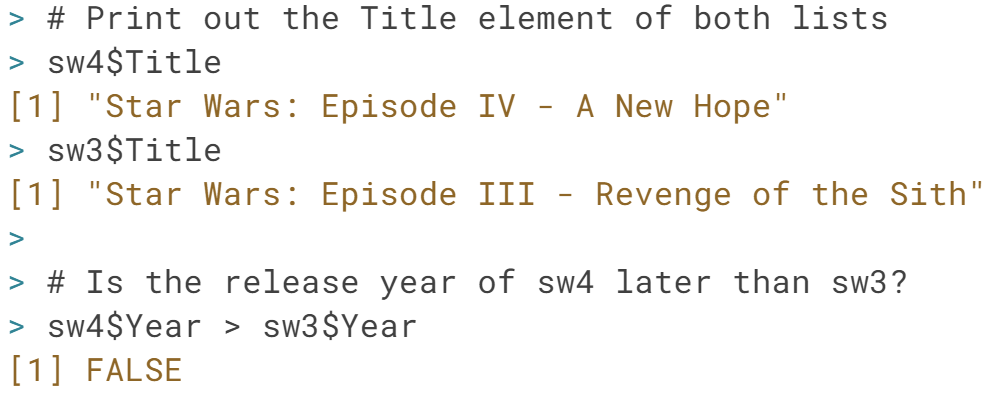 > # Print out the Title element of both lists
> sw4$Title
[1] "Star Wars: Episode IV - A New Hope"
> sw3$Title
[1] "Star Wars: Episode III - Revenge of the Sith"
>
> # Is the release year of sw4 later than sw3?
> sw4$Year > sw3$Year
[1] FALSE